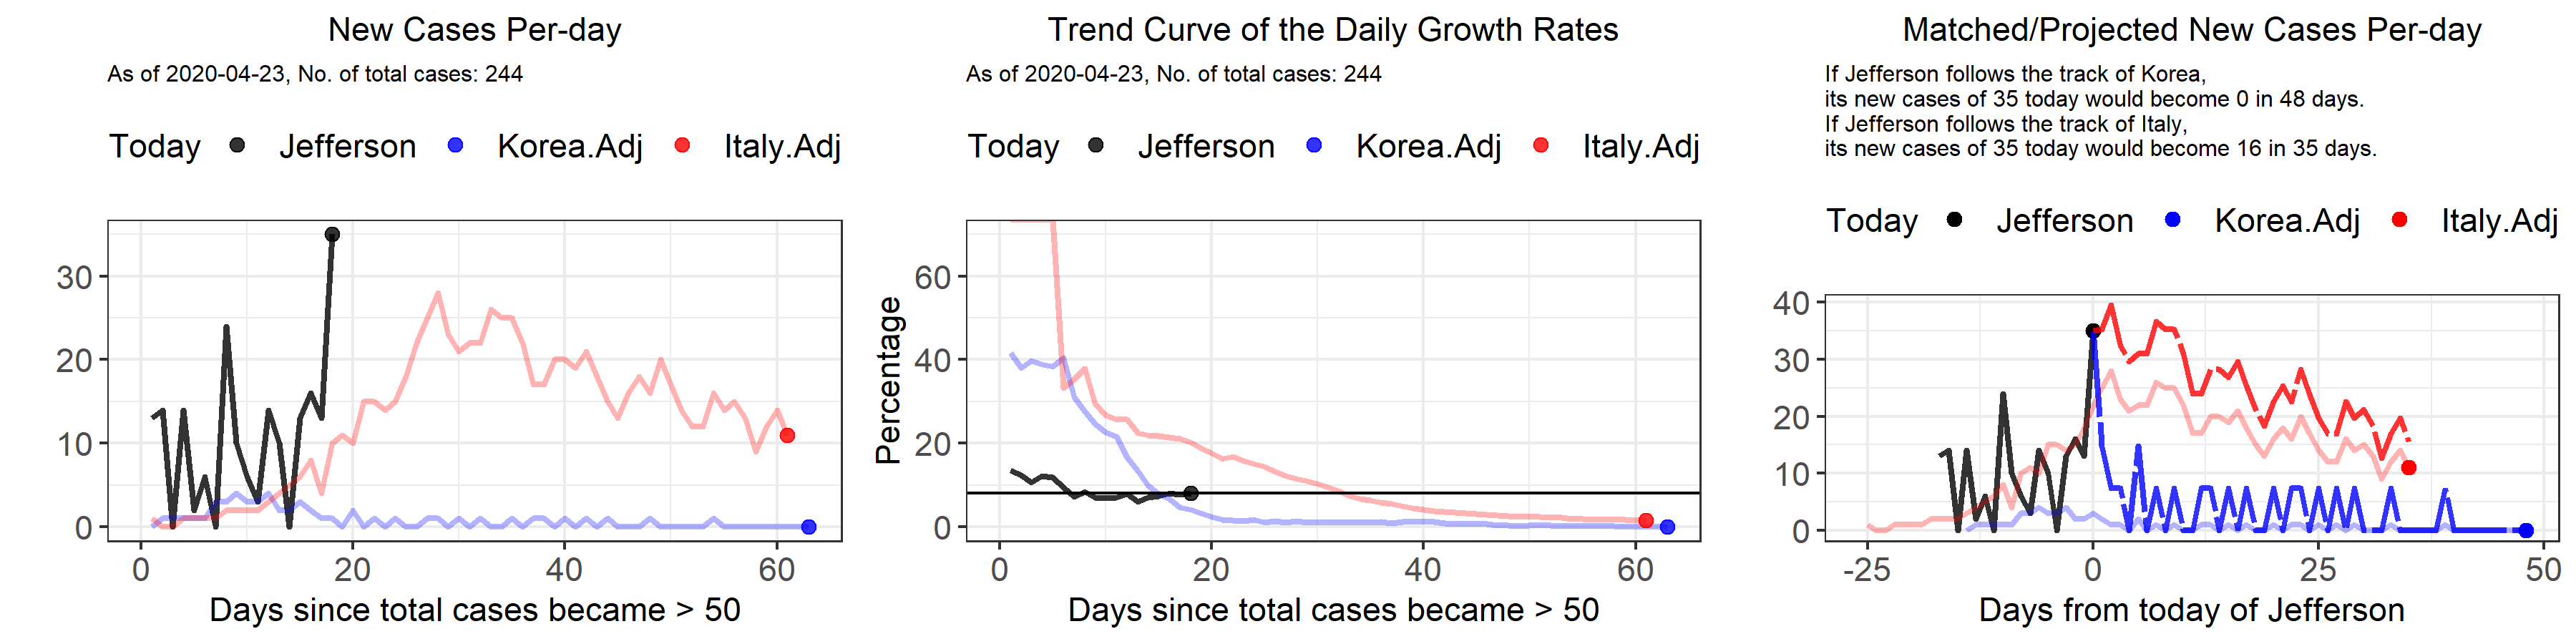 New Cases Per-day
As of 2020-04-23, No. of total cases: 244
Today Jefferson Korea.Adj Italy.Adj
30
20
10
0
0 20 40 60
Days since total cases became > 50
Trend Curve of the Daily Growth Rates
As of 2020-04-23, No. of total cases: 244
Today Jefferson Korea.Adj Italy.Adj
Percentage
60
40
20
0
0 20 40 60
Days since total cases became > 50
Matched/Projected New Cases Per-day
If Jefferson follows the track of Korea,
its new cases of 35 today would become 0 in 48 days.
If Jefferson follows the track of Italy,
its new cases of 35 today would become 16 in 35 days.
Today Jefferson Korea.Adj Italy.Adj
40
30
20
10
0
-25 0 25 50
Days from today of Jefferson